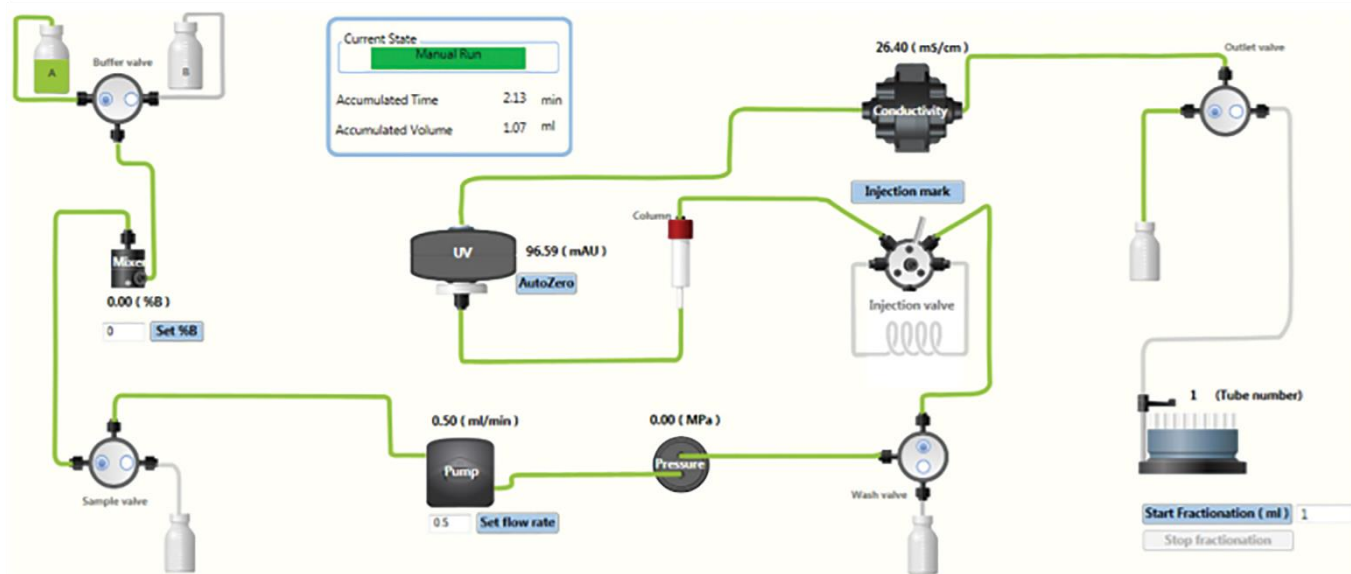 Current State
Manual Run
Accumulated Time 2.13 min
Accumulated Volume 1.07 ml
A
B
Buffer valve
26.40 ( mS/cm )
Conductivity
Outlet valve
Injection mark
Column
UV
96.59 ( mAU )
AutoZero
Injection valve
Mixer
0.00 ( %B )
0 Set %B
0.50 ( ml/min )
0.00 ( MPa )
1 (Tube number)
Pump
Pressure
Sample valve
Wash valve
0.5 Set flow rate
Start Fractionation ( ml ) 1
Stop fractionation